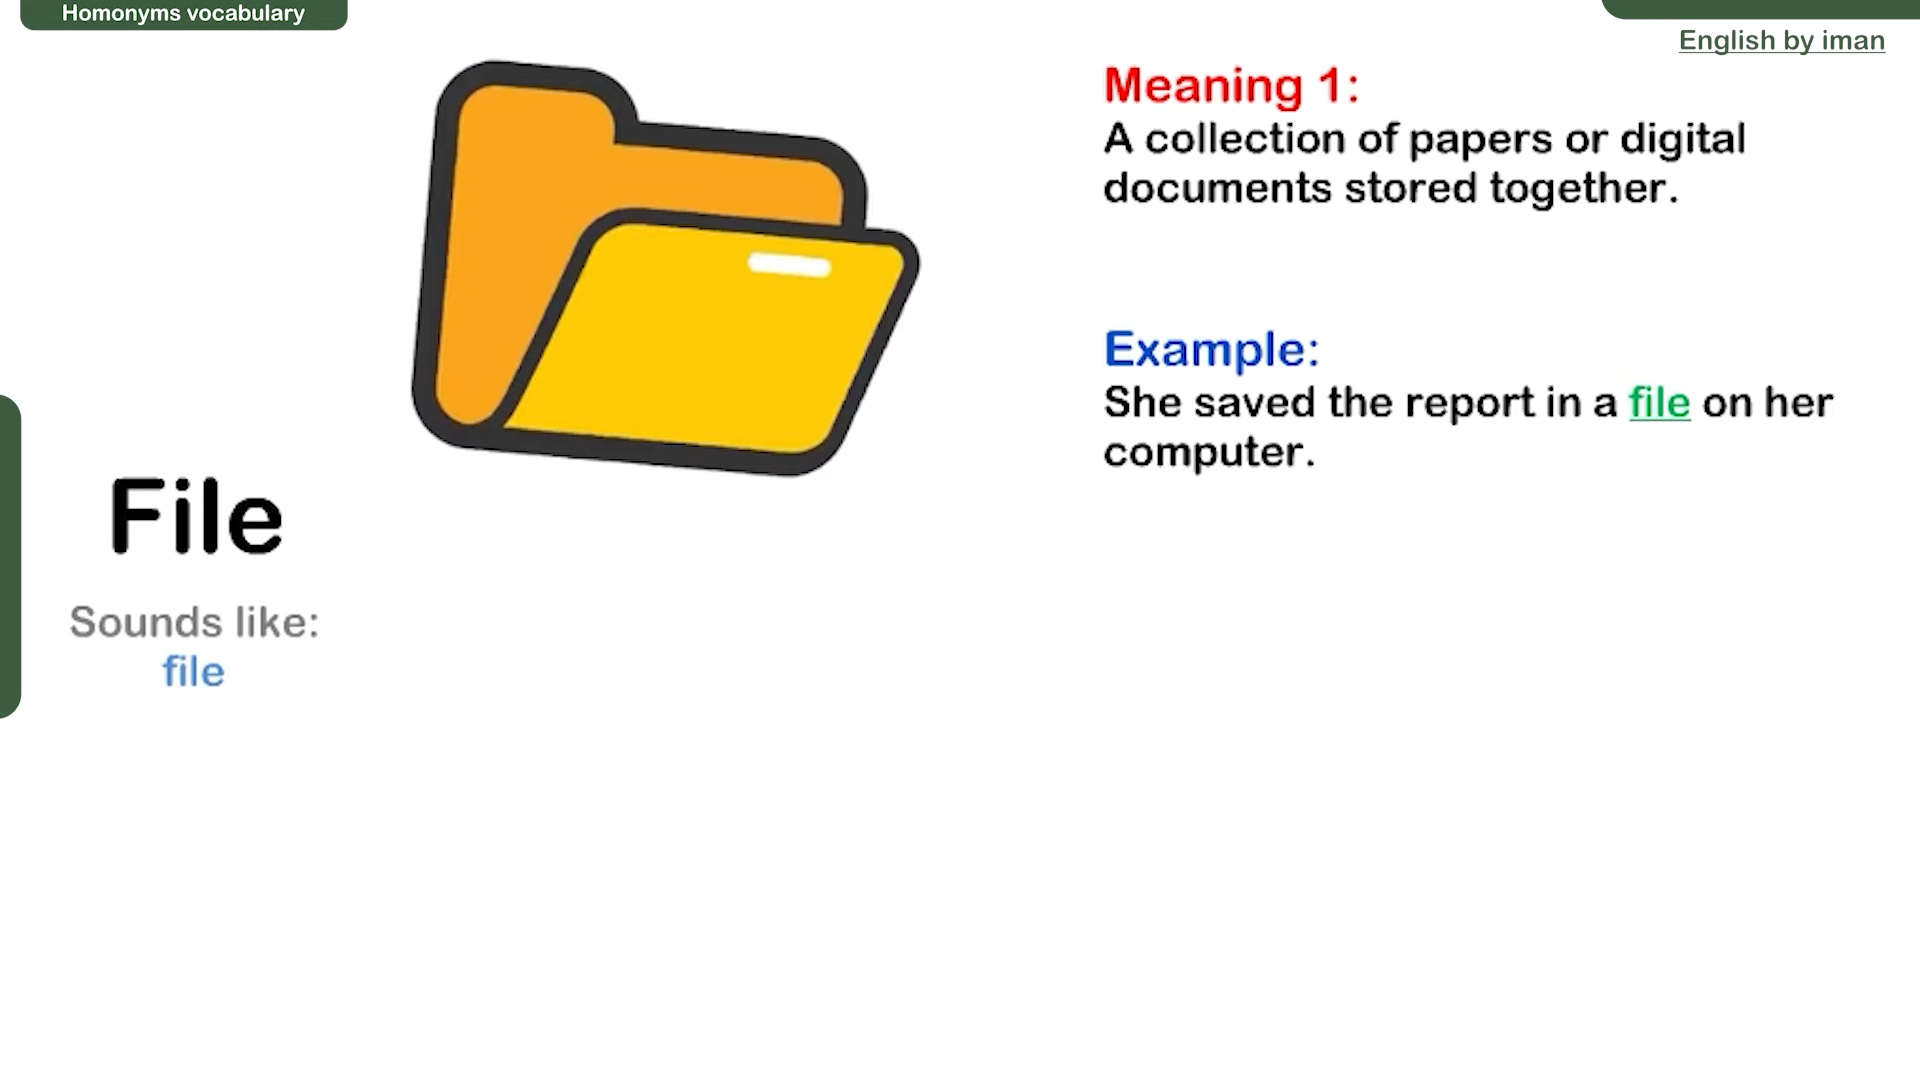 Homonyms vocabulary
English by iman
Meaning 1:
A collection of papers or digital
documents stored together.
Example:
She saved the report in a file on her
computer.
File
Sounds like:
file